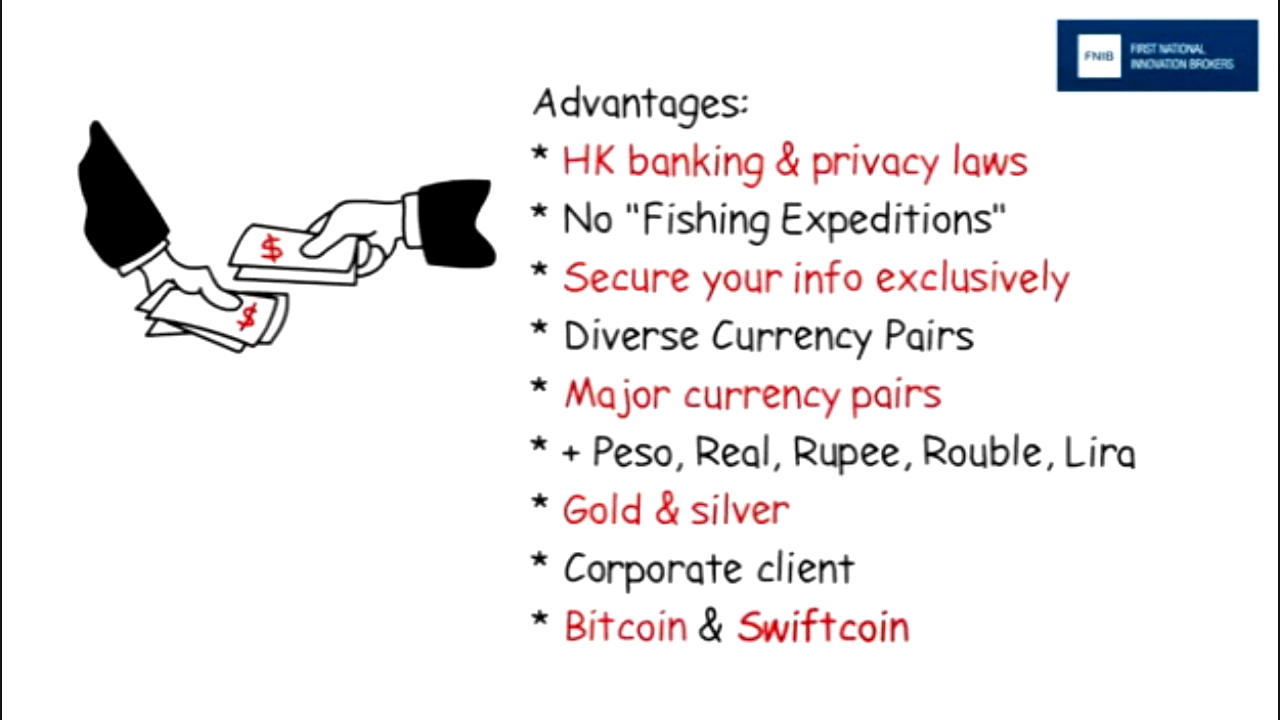 FNIB
FIRST NATIONAL
INNOVATION BROKERS
Advantages:
* HK banking & privacy laws
* No "Fishing Expeditions"
* Secure your info exclusively
* Diverse Currency Pairs
* Major currency pairs
* + Peso, Real, Rupee, Rouble, Lira
* Gold & silver
* Corporate client
* Bitcoin & Swiftcoin
$
$